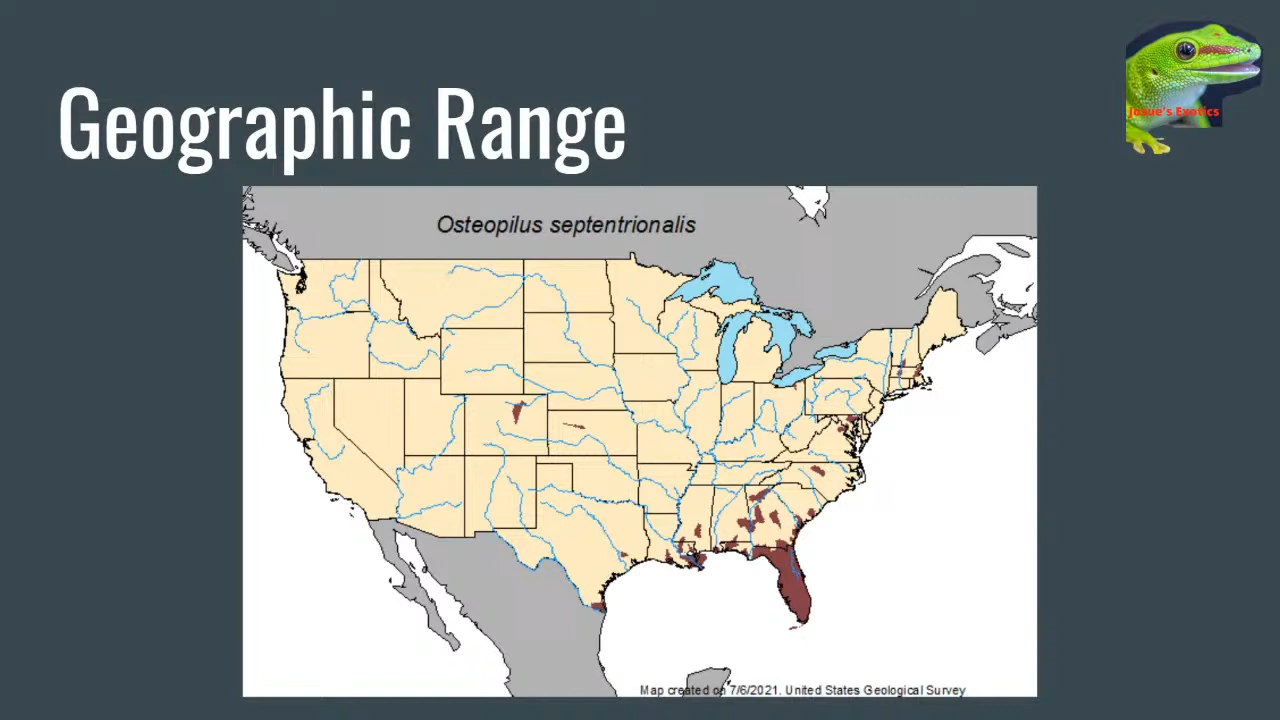 Geographic Range
Josue's Exotics
Osteopilus septentrionalis
Map created on 7/6/2021. United States Geological Survey